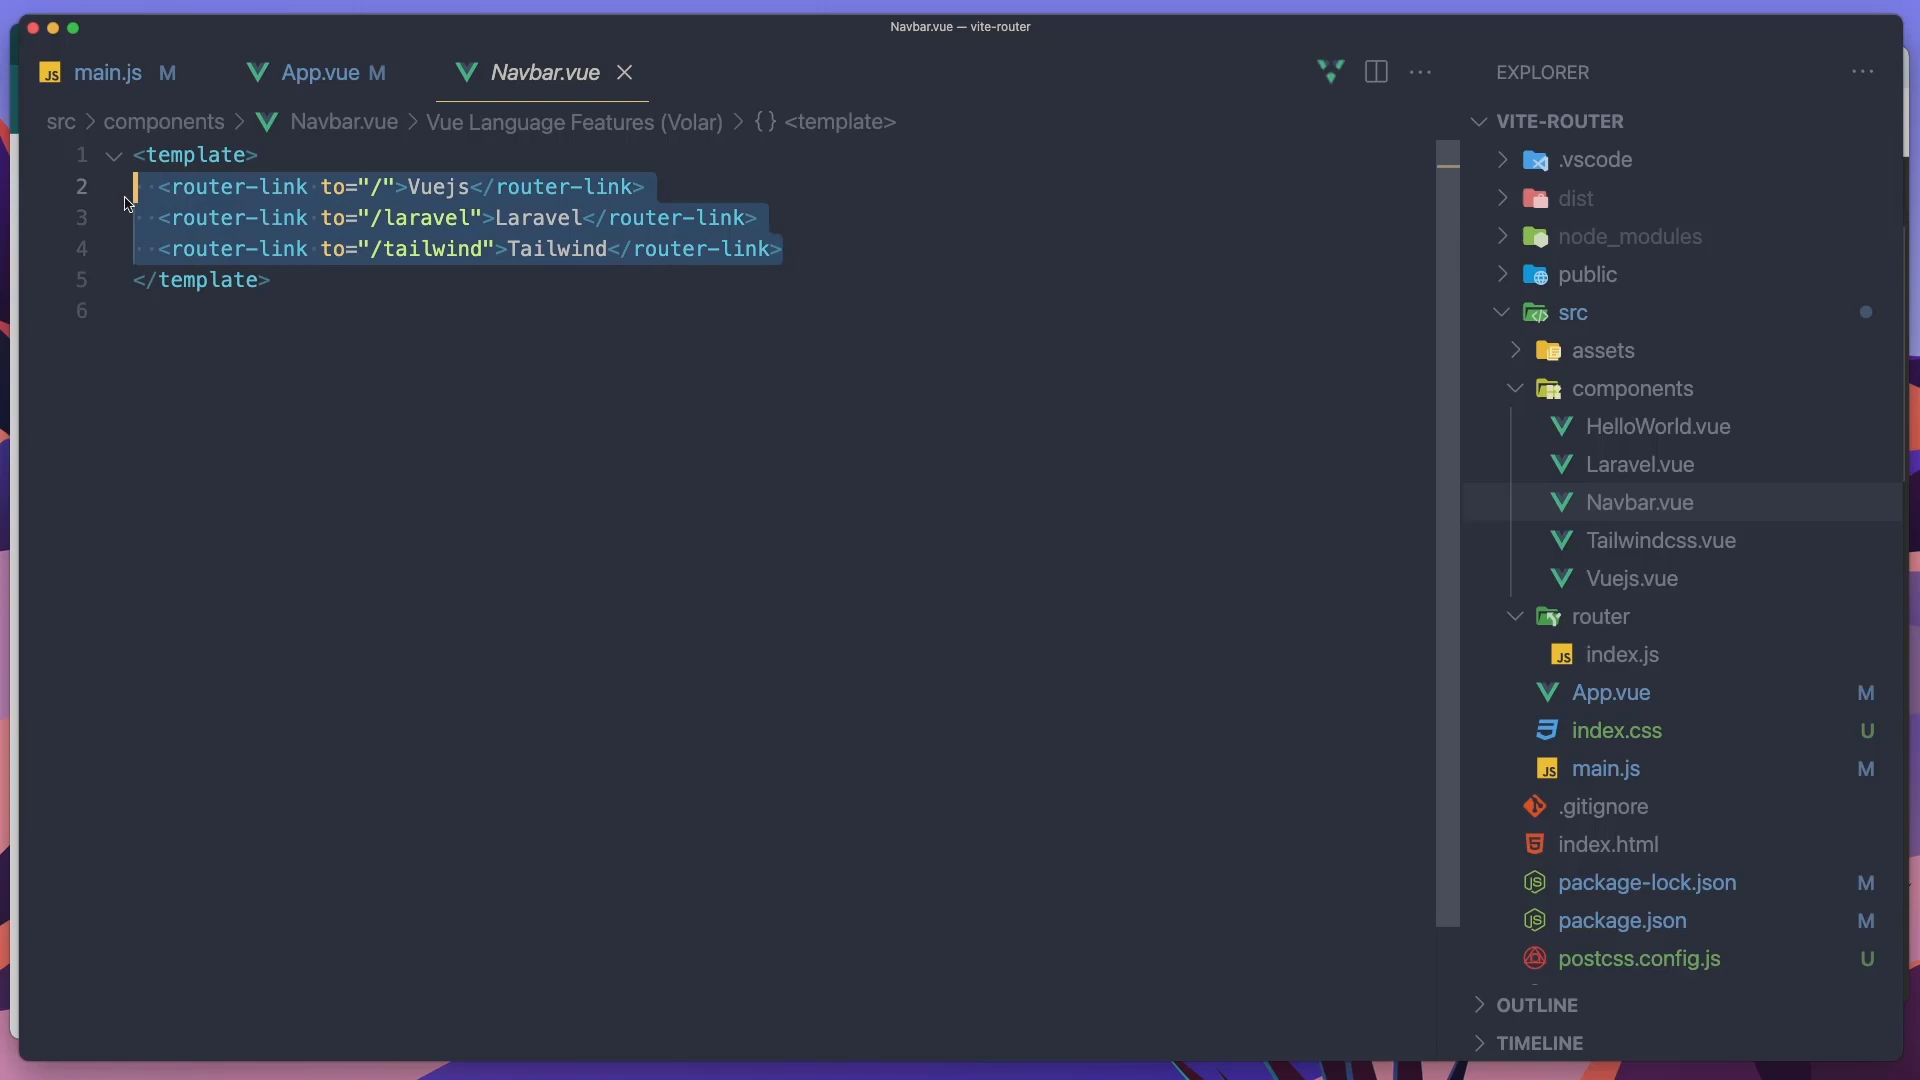 Navbar.vue — vite-router
JS main.js M
App.vue M
Navbar.vue
EXPLORER
src > components > Navbar.vue > Vue Language Features (Volar) > {} <template>
1 <template>
2 <router-link to="/">Vuejs</router-link>
3 <router-link to="/laravel">Laravel</router-link>
4 <router-link to="/tailwind">Tailwind</router-link>
5 </template>
6
VITE-ROUTER
.vscode
dist
node_modules
public
src
assets
components
HelloWorld.vue
Laravel.vue
Navbar.vue
Tailwindcss.vue
Vuejs.vue
router
JS index.js
App.vue M
index.css U
JS main.js M
.gitignore
index.html
package-lock.json M
package.json M
postcss.config.js U
OUTLINE
TIMELINE